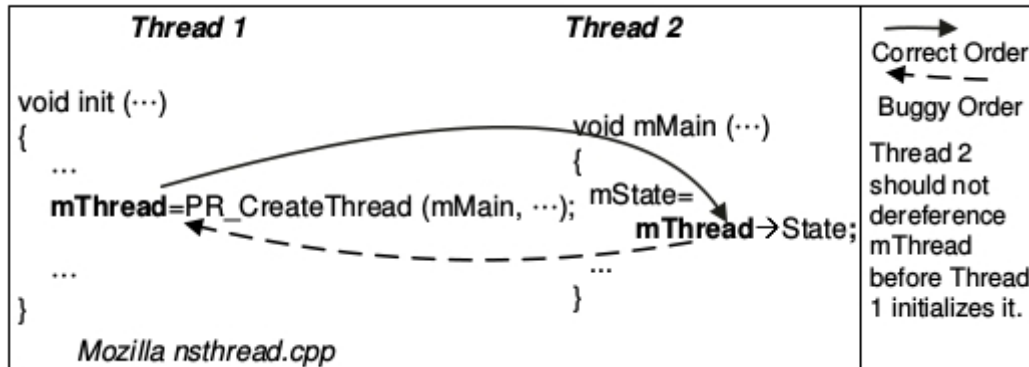 Thread 1
void init (⋯)
{
⋯
mThread=PR_CreateThread (mMain, ⋯);
⋯
}
Mozilla nsthread.cpp
Thread 2
void mMain (⋯)
{
mState=
mThread→State;
...
}
Correct Order
Buggy Order
Thread 2
should not
dereference
mThread
before Thread
1 initializes it.